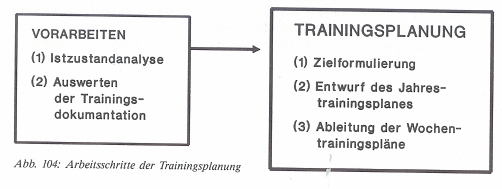 VORARBEITEN
(1) Istzustandanalyse
(2) Auswerten
der Trainings-
dokumantation
TRAININGSPLANUNG
(1) Zielformulierung
(2) Entwurf des Jahres-
trainingsplanes
(3) Ableitung der Wochen-
trainingspläne
Abb. 104: Arbeitsschritte der Trainingsplanung